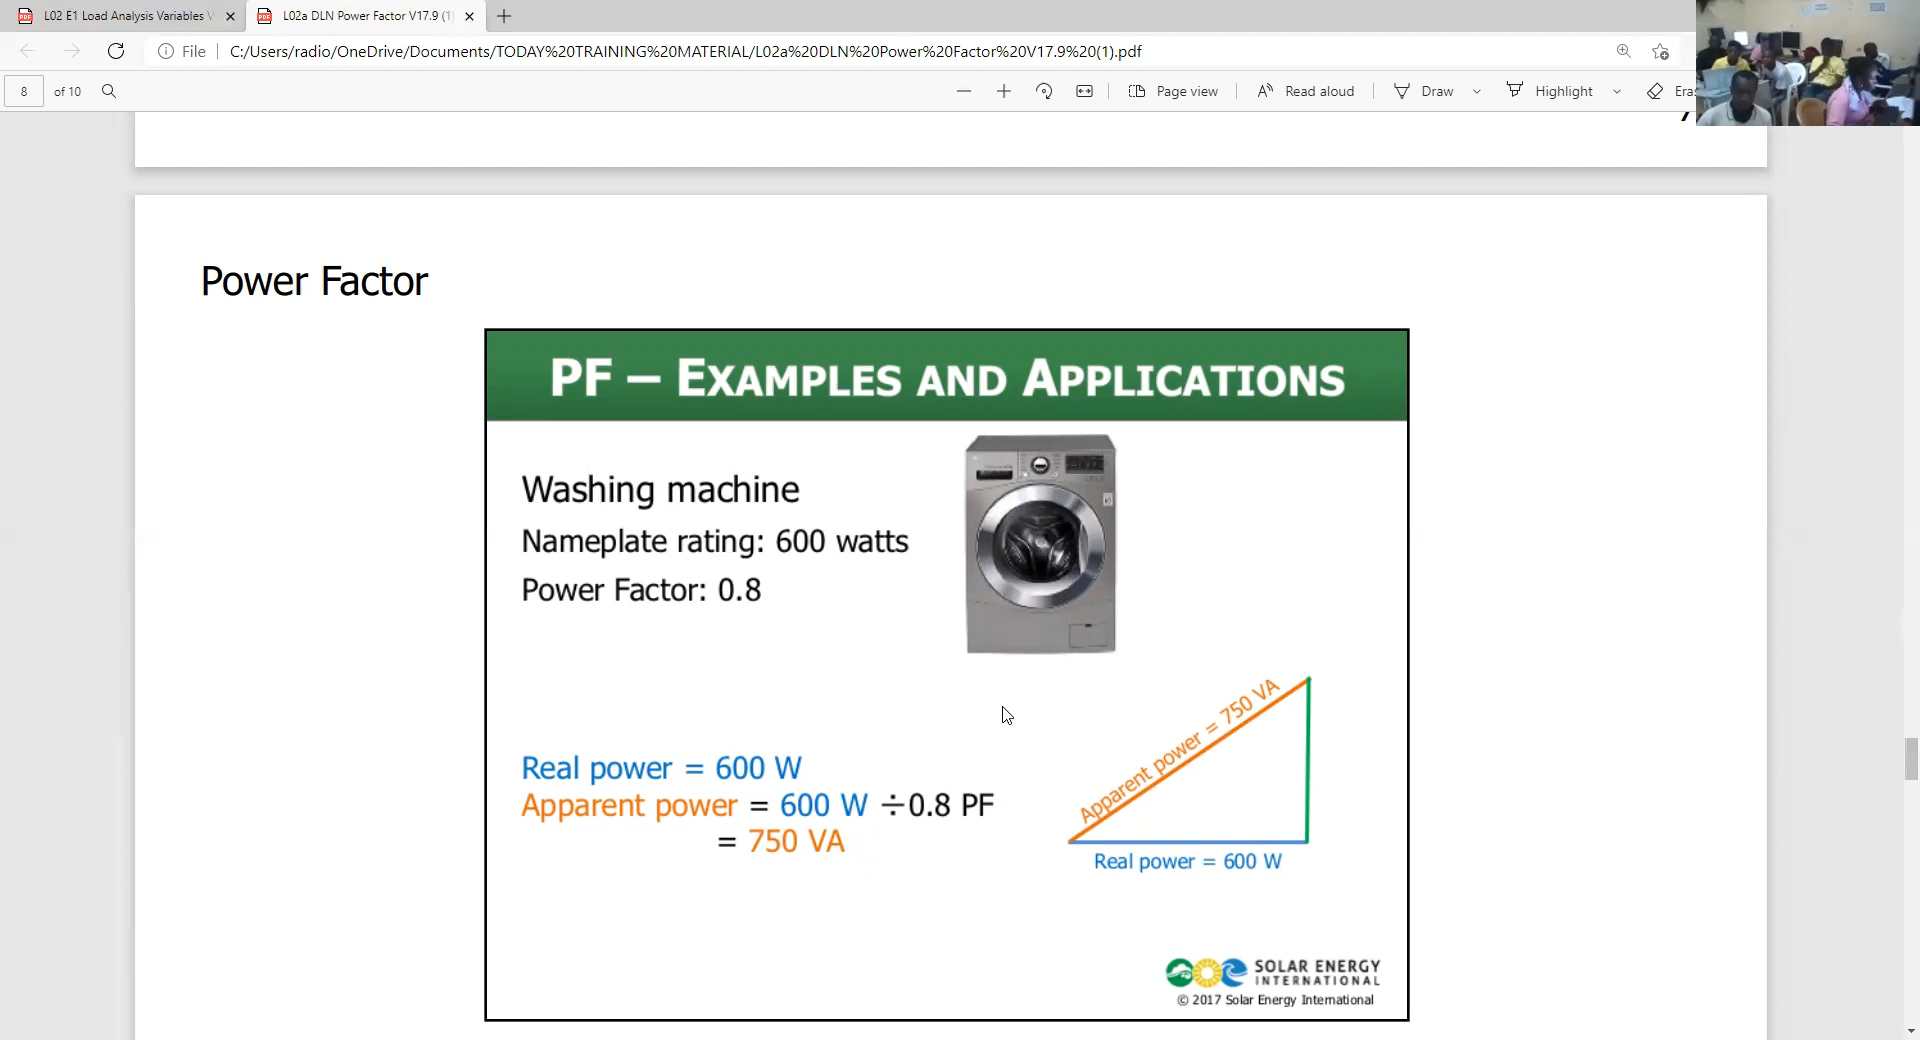 L02 E1 Load Analysis Variables V
L02a DLN Power Factor V17.9 (1)
File
C:/Users/radio/OneDrive/Documents/TODAY%20TRAINING%20MATERIAL/L02a%20DLN%20Power%20Factor%20V17.9%20(1).pdf
8 of 10
Page view
Read aloud
Draw
Highlight
Eras
Power Factor
PF – EXAMPLES AND APPLICATIONS
Washing machine
Nameplate rating: 600 watts
Power Factor: 0.8
Apparent power = 750 VA
Real power = 600 W
Apparent power = 600 W ÷0.8 PF
= 750 VA
Real power = 600 W
SOLAR ENERGY
INTERNATIONAL
© 2017 Solar Energy International